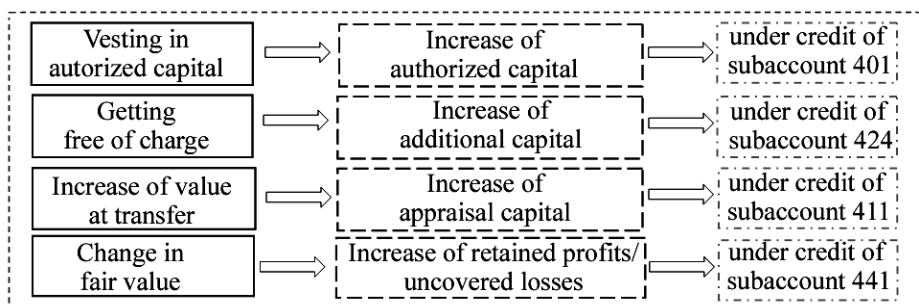 Vesting in
autorized capital
Increase of
authorized capital
under credit of
subaccount 401
Getting
free of charge
Increase of
additional capital
under credit of
subaccount 424
Increase of value
at transfer
Increase of
appraisal capital
under credit of
subaccount 411
Change in
fair value
Increase of retained profits/
uncovered losses
under credit of
subaccount 441